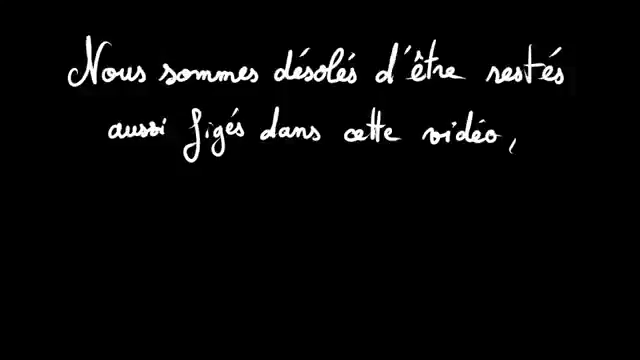 Nous sommes désolés d'être restés
aussi figés dans cette vidéo,